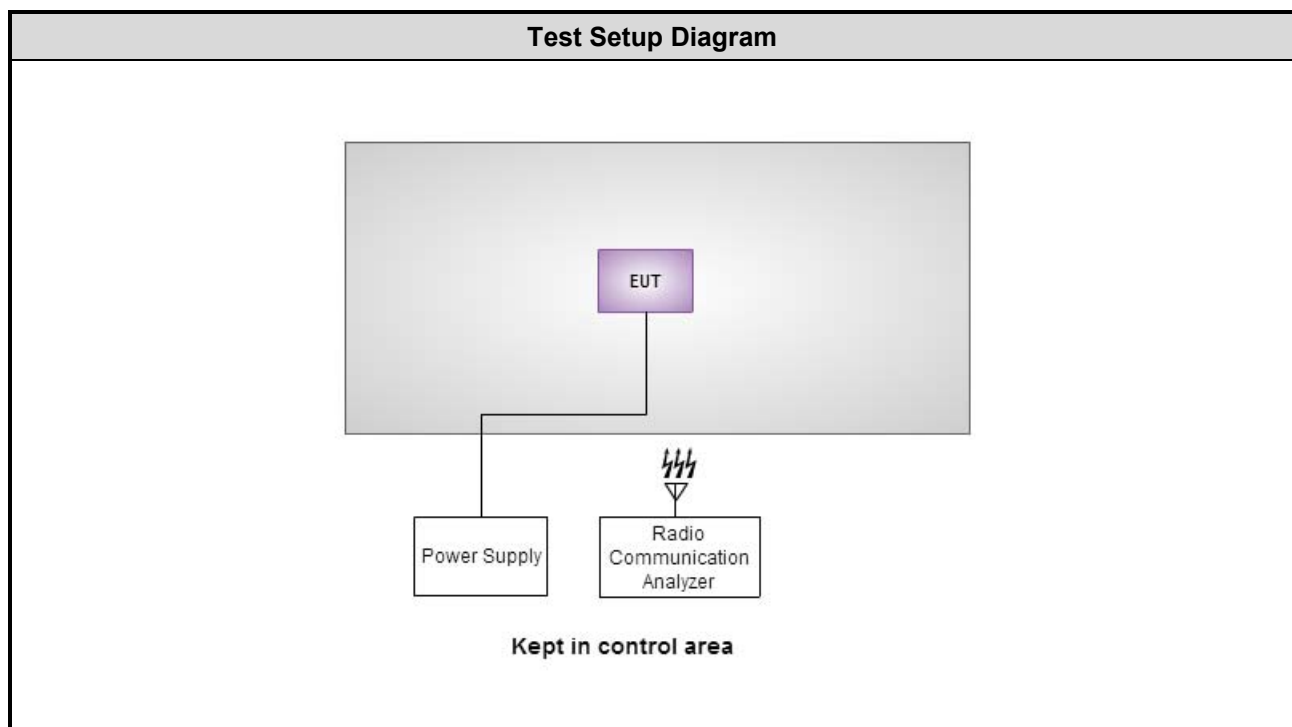 Test Setup Diagram
EUT
Power Supply
Radio
Communication
Analyzer
Kept in control area